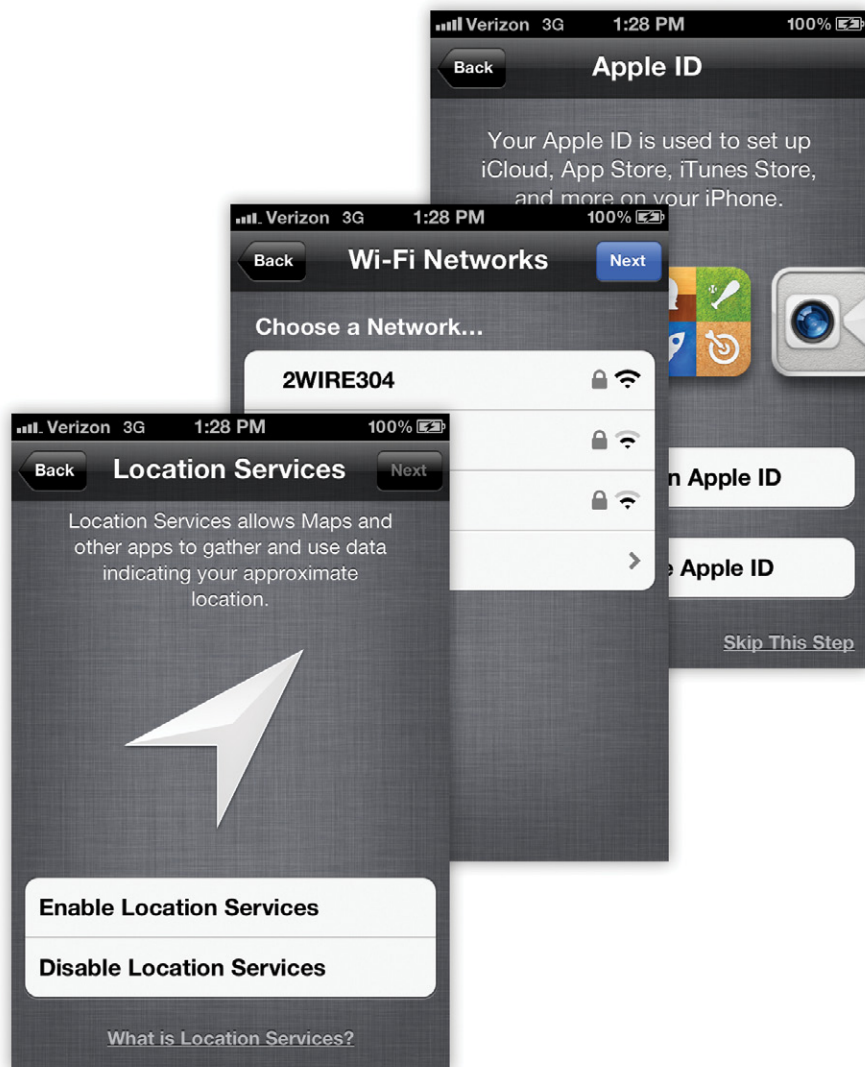 Verizon 3G 1:28 PM 100%
Back Apple ID
Your Apple ID is used to set up
iCloud, App Store, iTunes Store,
and more on your iPhone.
Apple ID
Apple ID
Skip This Step
Verizon 3G 1:28 PM 100%
Back Wi-Fi Networks Next
Choose a Network...
2WIRE304
Verizon 3G 1:28 PM 100%
Back Location Services Next
Location Services allows Maps and
other apps to gather and use data
indicating your approximate
location.
Enable Location Services
Disable Location Services
What is Location Services?